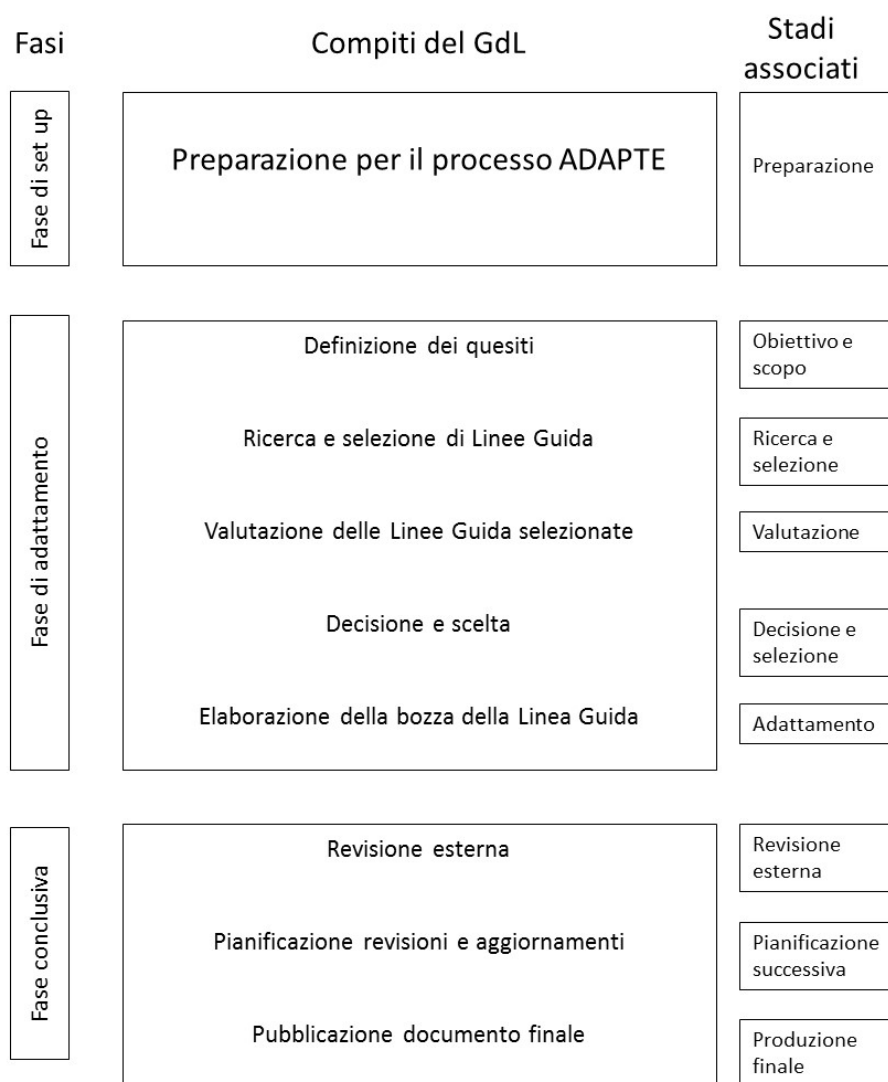 Fasi
Compiti del GdL
Stadi
associati
Fase di set up
Preparazione per il processo ADAPTE
Preparazione
Fase di adattamento
Definizione dei quesiti
Obiettivo e
scopo
Ricerca e selezione di Linee Guida
Ricerca e
selezione
Valutazione delle Linee Guida selezionate
Valutazione
Decisione e scelta
Decisione e
selezione
Elaborazione della bozza della Linea Guida
Adattamento
Fase conclusiva
Revisione esterna
Revisione
esterna
Pianificazione revisioni e aggiornamenti
Pianificazione
successiva
Pubblicazione documento finale
Produzione
finale